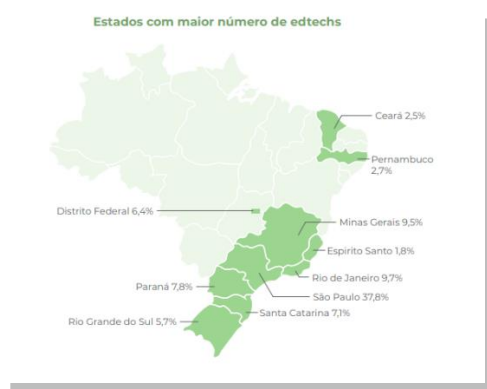 Estados com maior número de edtechs
Ceará 2,5%
Pernambuco
2,7%
Distrito Federal 6,4%
Minas Gerais 9,5%
Espirito Santo 1,8%
Rio de Janeiro 9,7%
Paraná 7,8%
São Paulo 37,8%
Santa Catarina 7,1%
Rio Grande do Sul 5,7%